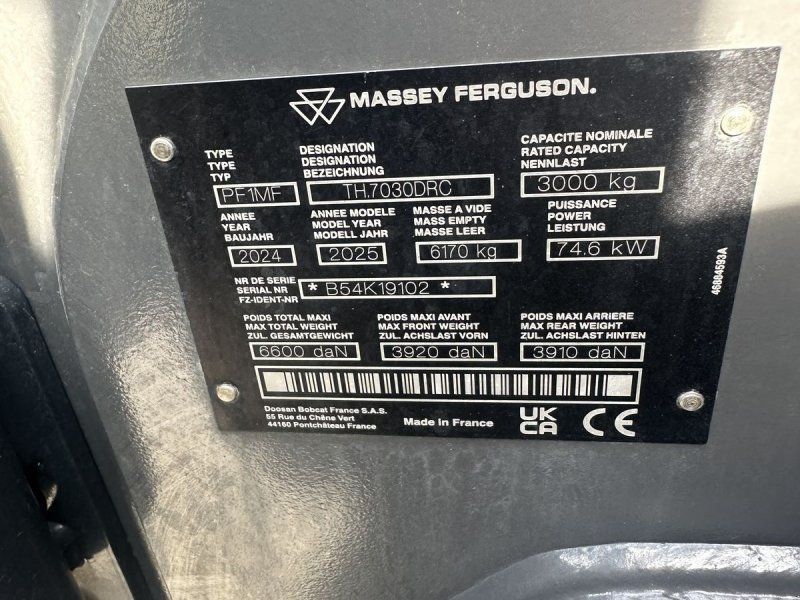 MASSEY FERGUSON.
TYPE
TYPE
TYP
PF1MF
DESIGNATION
DESIGNATION
BEZEICHNUNG
TH.7030DRC
CAPACITE NOMINALE
RATED CAPACITY
NENNLAST
3000 kg
ANNEE
YEAR
BAUJAHR
2024
ANNEE MODELE
MODEL YEAR
MODELL JAHR
2025
MASSE A VIDE
MASS EMPTY
MASSE LEER
6170 kg
PUISSANCE
POWER
LEISTUNG
74.6 kW
NR DE SERIE
SERIAL NR
FZ-IDENT-NR
* B54K19102 *
POIDS TOTAL MAXI
MAX TOTAL WEIGHT
ZUL. GESAMTGEWICHT
6600 daN
POIDS MAXI AVANT
MAX FRONT WEIGHT
ZUL. ACHSLAST VORN
3920 daN
POIDS MAXI ARRIERE
MAX REAR WEIGHT
ZUL. ACHSLAST HINTEN
3910 daN
Doosan Bobcat France S.A.S.
55 Rue du Chêne Vert
44160 Pontchâteau France
Made in France
UK
CA
CE
46884593A